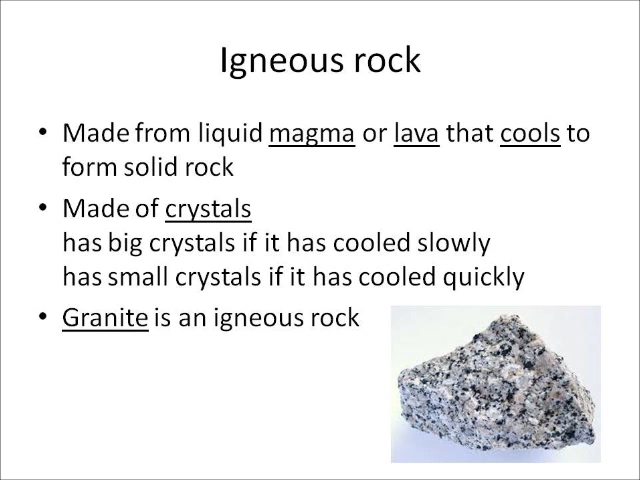 Igneous rock
• Made from liquid magma or lava that cools to
form solid rock
• Made of crystals
has big crystals if it has cooled slowly
has small crystals if it has cooled quickly
• Granite is an igneous rock